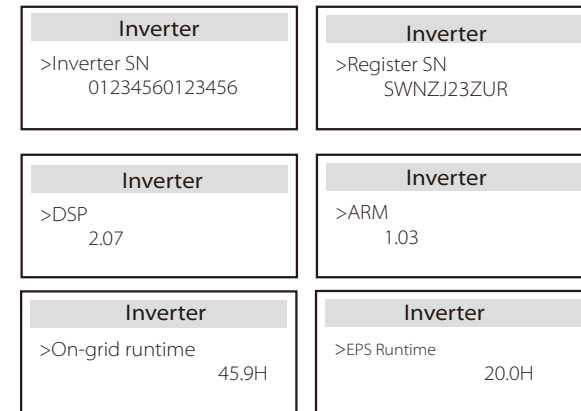 Inverter
>Inverter SN
01234560123456
Inverter
>Register SN
SWNZJ23ZUR
Inverter
>DSP
2.07
Inverter
>ARM
1.03
Inverter
>On-grid runtime
45.9H
Inverter
>EPS Runtime
20.0H